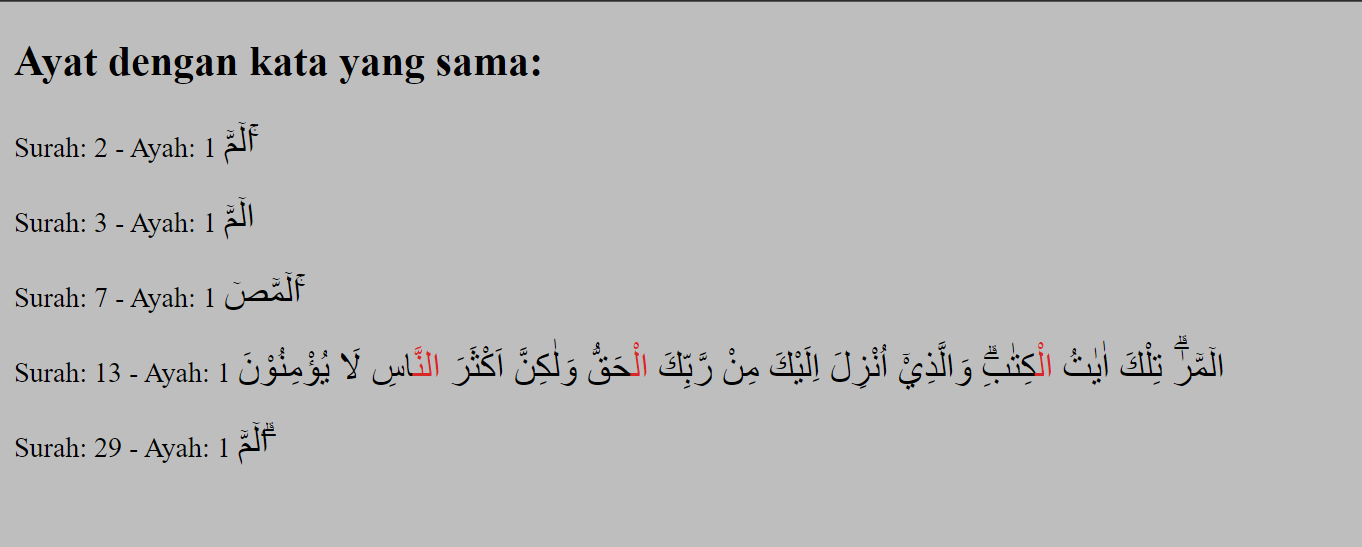 Ayat dengan kata yang sama:
Surah: 2 - Ayah: 1 الۤمّۤ ۚ
Surah: 3 - Ayah: 1 الۤمّۤ
Surah: 7 - Ayah: 1 الۤمّۤصۤ ۚ
Surah: 13 - Ayah: 1 الۤمّۤرٰۗ تِلْكَ اٰيٰتُ الْكِتٰبِۗ وَالَّذِيْٓ اُنْزِلَ اِلَيْكَ مِنْ رَّبِّكَ الْحَقُّ وَلٰكِنَّ اَكْثَرَ النَّاسِ لَا يُؤْمِنُوْنَ
Surah: 29 - Ayah: 1 الۤمّۤ ۗ